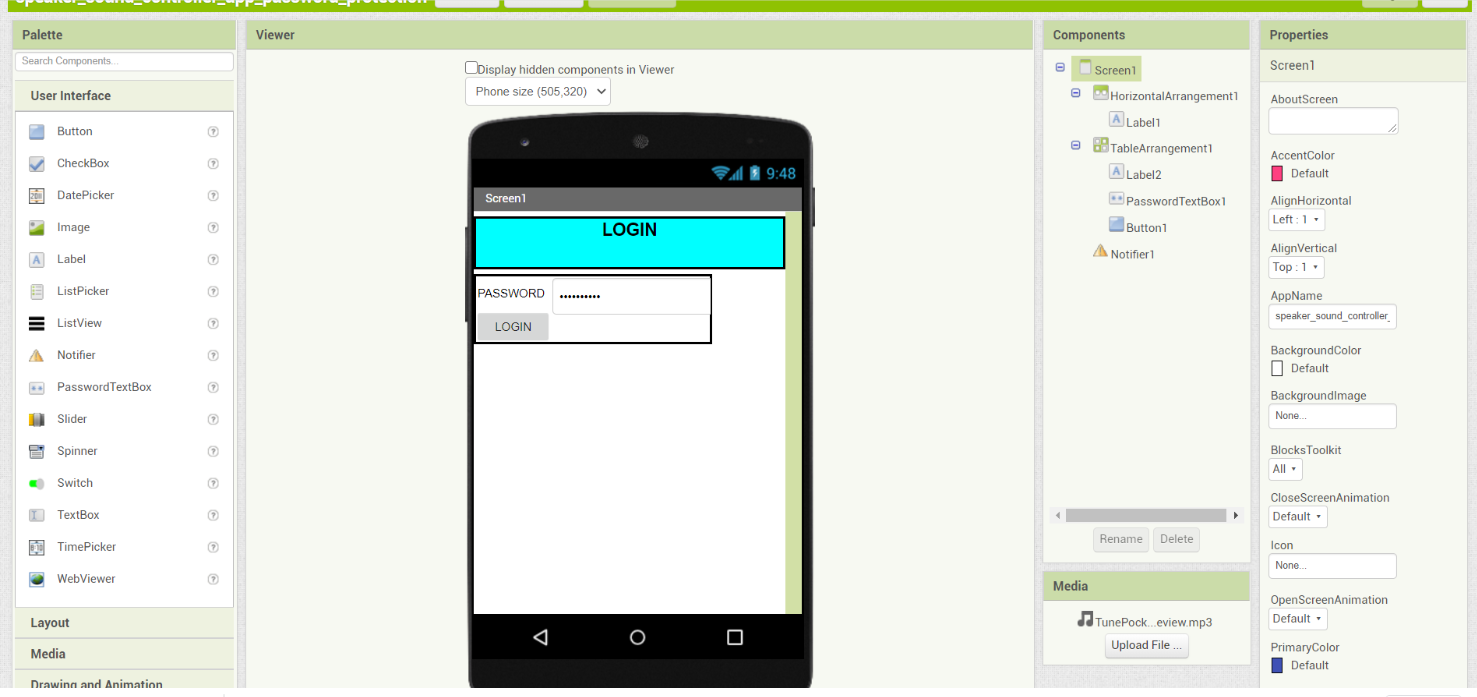 speaker_sound_controller_app_password_protection
Palette
Search Components...
User Interface
Button
CheckBox
DatePicker
Image
Label
ListPicker
ListView
Notifier
PasswordTextBox
Slider
Spinner
Switch
TextBox
TimePicker
WebViewer
Layout
Media
Drawing and Animation
Viewer
Display hidden components in Viewer
Phone size (505,320)
9:48
Screen1
LOGIN
PASSWORD ••••••••••
LOGIN
Components
Screen1
HorizontalArrangement1
Label1
TableArrangement1
Label2
PasswordTextBox1
Button1
Notifier1
Rename Delete
Media
TunePock...eview.mp3
Upload File ...
Properties
Screen1
AboutScreen
AccentColor
Default
AlignHorizontal
Left : 1
AlignVertical
Top : 1
AppName
speaker_sound_controller_
BackgroundColor
Default
BackgroundImage
None...
BlocksToolkit
All
CloseScreenAnimation
Default
Icon
None...
OpenScreenAnimation
Default
PrimaryColor
Default